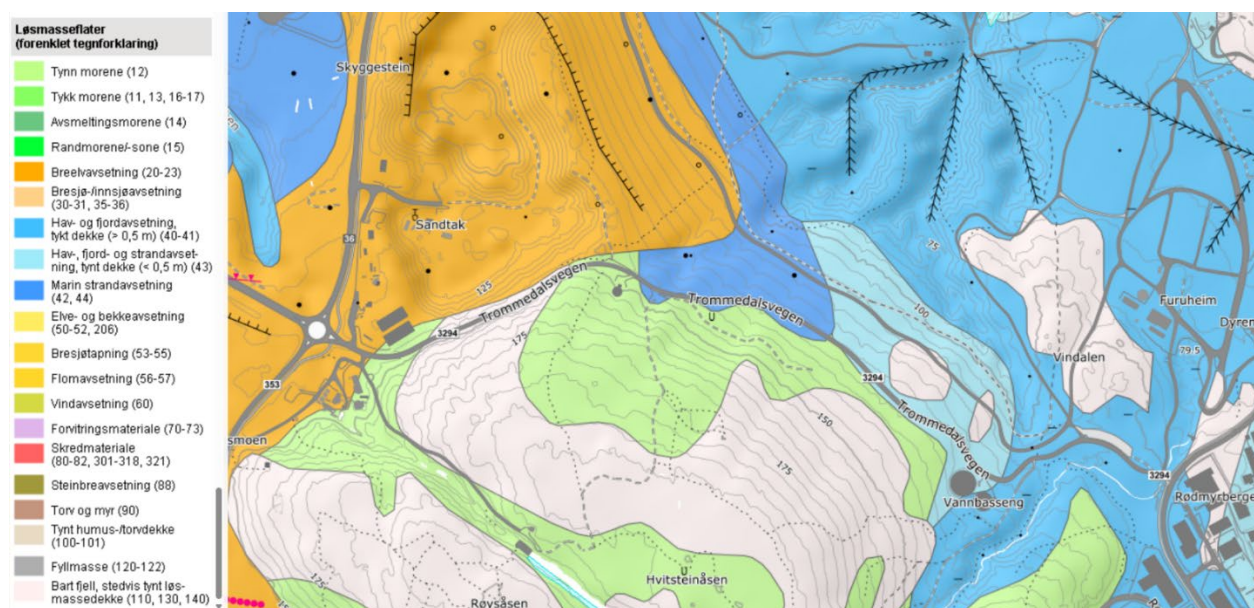 Løsmasseflater
(forenklet tegnforklaring)
Tynn morene (12)
Tykk morene (11, 13, 16-17)
Avsmeltingsmorene (14)
Randmorene/-sone (15)
Breelvavsetning (20-23)
Bresjø-/innsjøavsetning
(30-31, 35-36)
Hav- og fjordavsetning,
tykt dekke (> 0,5 m) (40-41)
Hav-, fjord- og strandavset-
ning, tynt dekke (< 0,5 m) (43)
Marin strandavsetning
(42, 44)
Elve- og bekkeavsetning
(50-52, 206)
Bresjøtapning (53-55)
Flomavsetning (56-57)
Vindavsetning (60)
Forvitringsmateriale (70-73)
Skredmateriale
(80-82, 301-318, 321)
Steinbreavsetning (88)
Torv og myr (90)
Tynt humus-/torvdekke
(100-101)
Fyllmasse (120-122)
Bart fjell, stedvis tynt løs-
massedekke (110, 130, 140)
Skyggestein
Sandtak
36
75
125
Trommedalsvegen
Trommedalsvegen
100
Furuheim
Dyren
3294
175
U
Vindalen
79.5
353
3294
150
Trommedalsvegen
smoen
175
3294
Vannbasseng
Rødmyrberge
175
U
Hvitsteinåsen
Røysåsen